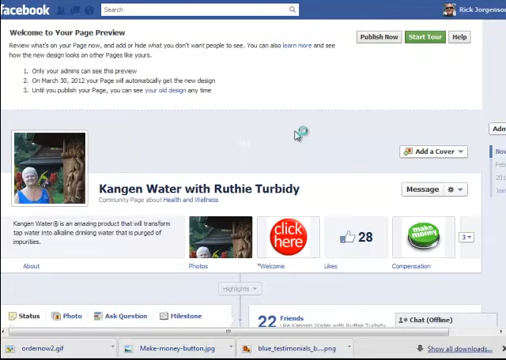 facebook
Search
Rick Jorgenson
Welcome to Your Page Preview
Review what's on your Page now, and add or hide what you don't want people to see. You can also learn more and see
how the new design looks on other Pages like yours.
Publish Now
Start Tour
Help
1. Only your admins can see this preview
2. On March 30, 2012 your Page will automatically get the new design
3. Until you publish your Page, you can see your old design any time
Add a Cover
Kangen Water with Ruthie Turbidy
Community Page about Health and Wellness
Message
Kangen Water® is an amazing product that will transform
tap water into alkaline drinking water that is purged of
impurities.
click
here
28
make
money
3
About
Photos
*Welcome
Likes
Compensation
Highlights
Status
Photo
Ask Question
Milestone
22 Friends
Like Kangen Water with Ruthie Turbidy
Chat (Offline)
ordernow2.gif
Make-money-button.jpg
blue_testimonials_b....png
Show all downloads...